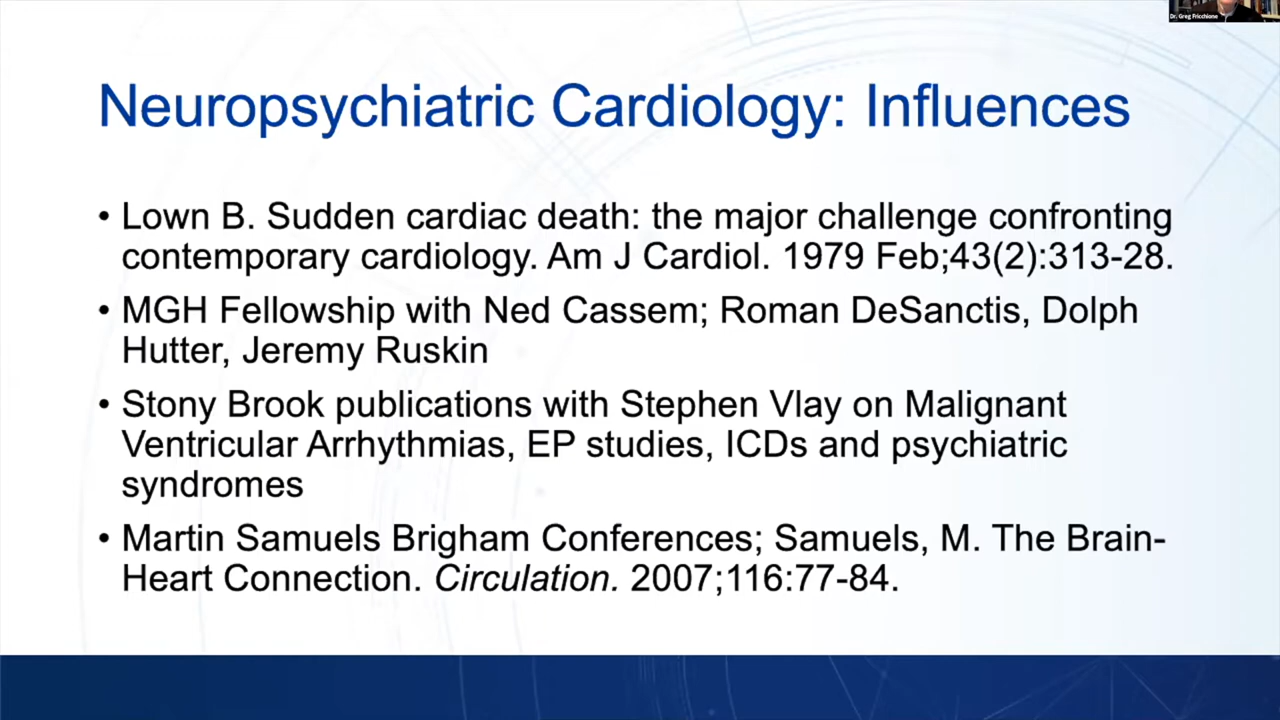 Dr. Greg Fricchione
Neuropsychiatric Cardiology: Influences
• Lown B. Sudden cardiac death: the major challenge confronting
contemporary cardiology. Am J Cardiol. 1979 Feb;43(2):313-28.
• MGH Fellowship with Ned Cassem; Roman DeSanctis, Dolph
Hutter, Jeremy Ruskin
• Stony Brook publications with Stephen Vlay on Malignant
Ventricular Arrhythmias, EP studies, ICDs and psychiatric
syndromes
• Martin Samuels Brigham Conferences; Samuels, M. The Brain-
Heart Connection. Circulation. 2007;116:77-84.